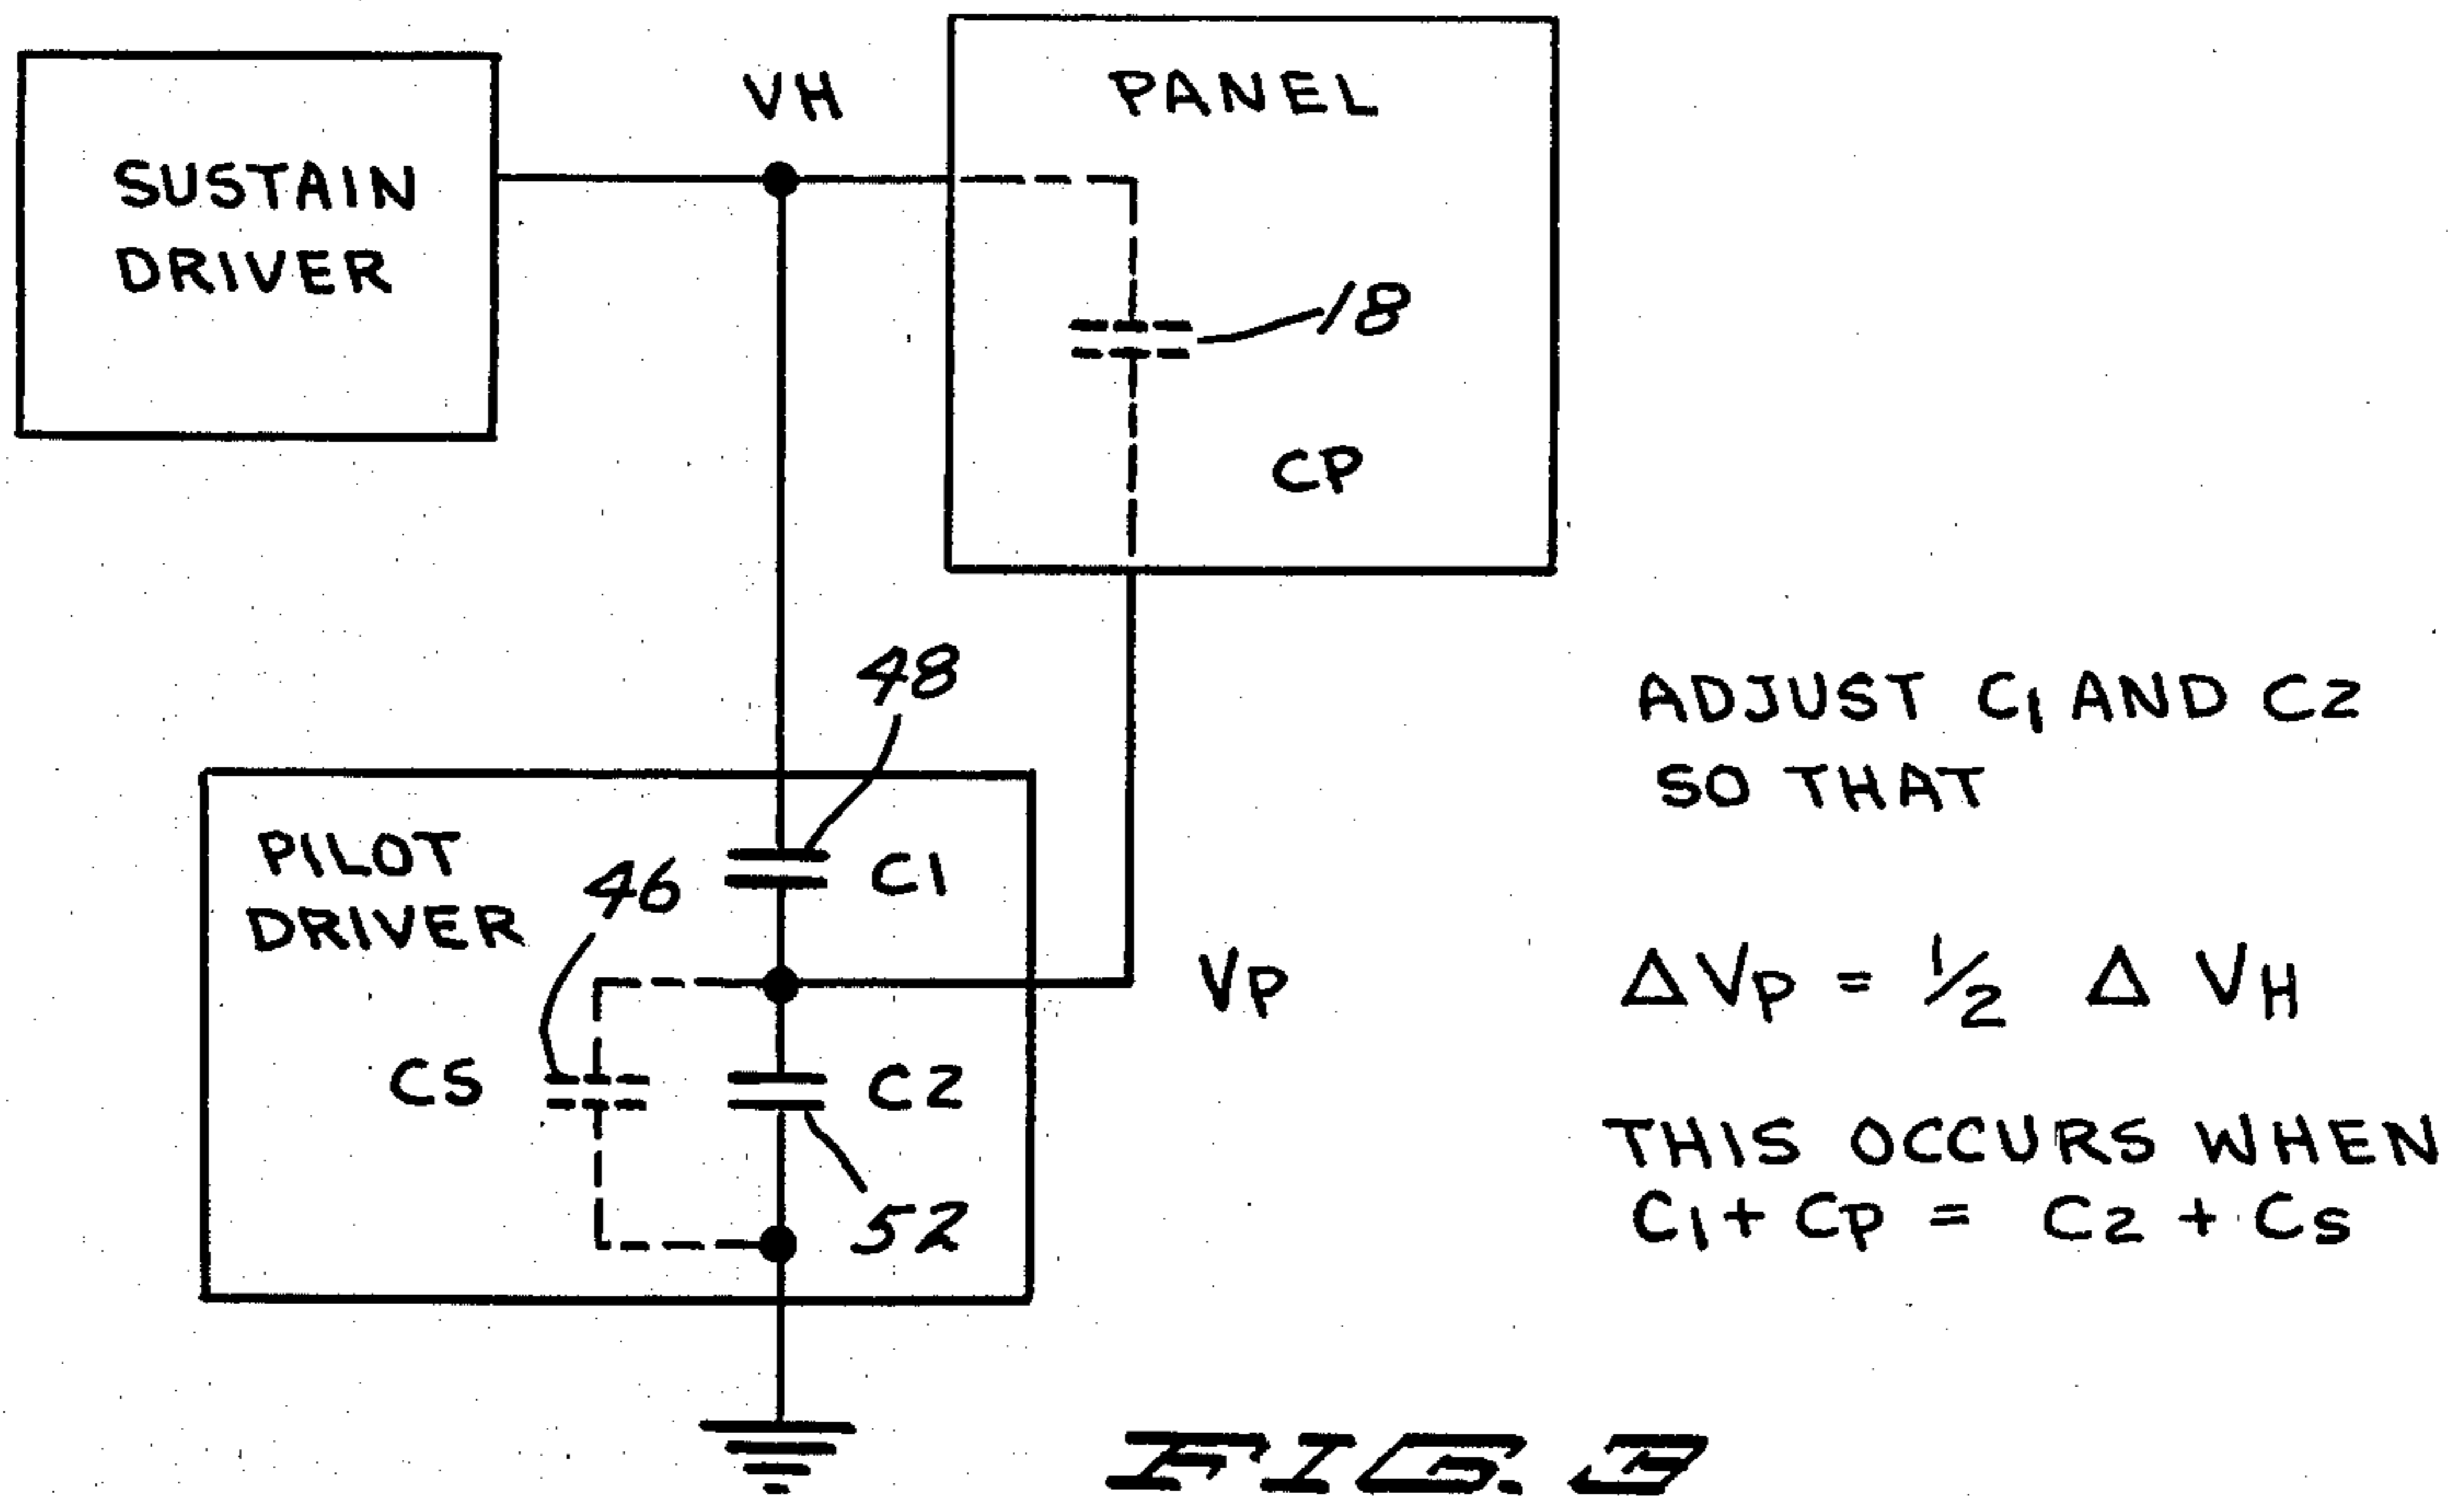 VH
PANEL
SUSTAIN
DRIVER
18
CP
48
ADJUST C1 AND C2
SO THAT
PILOT
DRIVER
46
C1
VP
ΔVP = 1/2 Δ VH
CS
C2
THIS OCCURS WHEN
C1 + CP = C2 + CS
52
FIG. 3